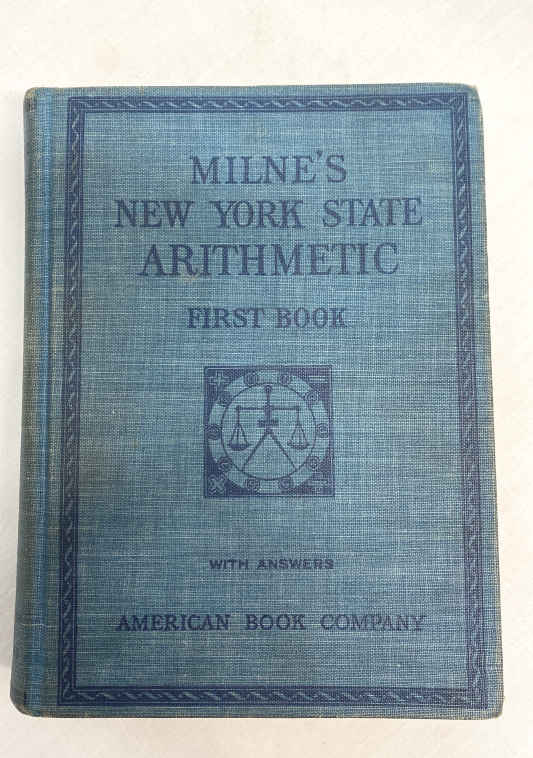 MILNE'S
NEW YORK STATE
ARITHMETIC
FIRST BOOK
WITH ANSWERS
AMERICAN BOOK COMPANY